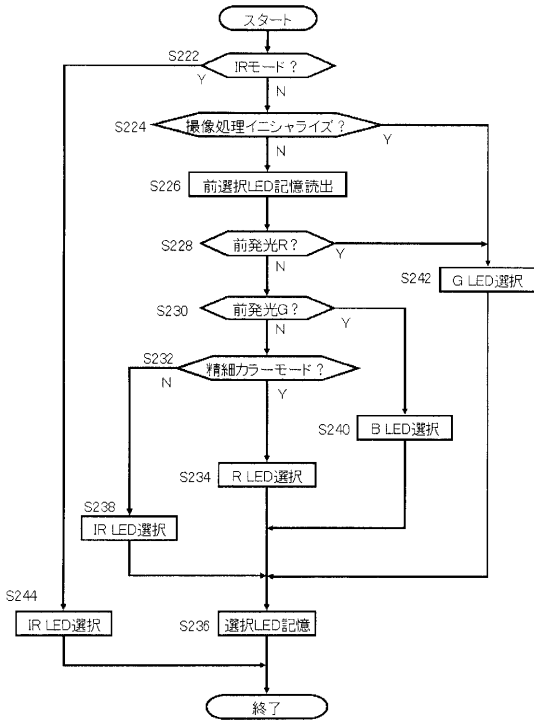 スタート
S222
IRモード？
Y
N
S224
撮像処理イニシャライズ？
N
Y
S226
前選択LED記憶読出
S228
前発光R？
Y
N
S242
G LED選択
S230
前発光G？
Y
N
S232
精細カラーモード？
N
Y
S240
B LED選択
S234
R LED選択
S238
IR LED選択
S244
IR LED選択
S236
選択LED記憶
終了